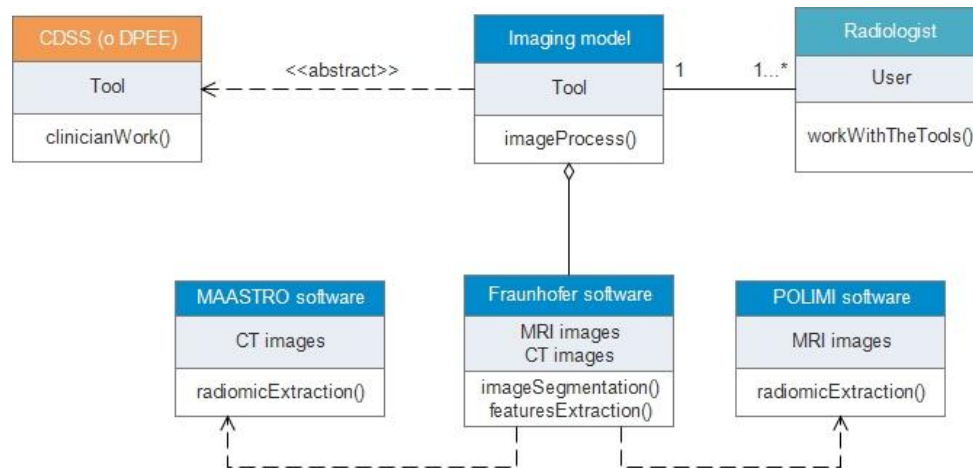 CDSS (o DPEE)
Tool
clinicianWork()
<<abstract>>
Imaging model
Tool
imageProcess()
1
1...*
Radiologist
User
workWithTheTools()
MAASTRO software
CT images
radiomicExtraction()
Fraunhofer software
MRI images
CT images
imageSegmentation()
featuresExtraction()
POLIMI software
MRI images
radiomicExtraction()